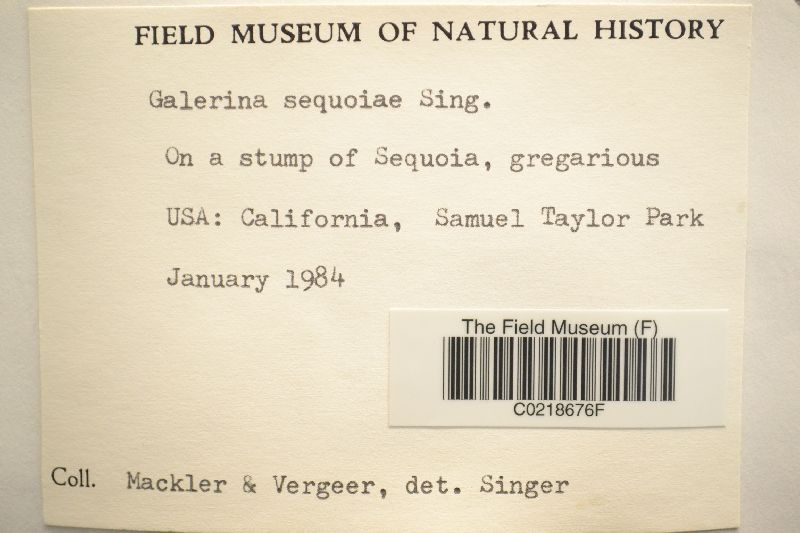 FIELD MUSEUM OF NATURAL HISTORY
Galerina sequoiae Sing.
On a stump of Sequoia, gregarious
USA: California, Samuel Taylor Park
January 1984
The Field Museum (F)
C0218676F
Coll. Mackler & Vergeer, det. Singer